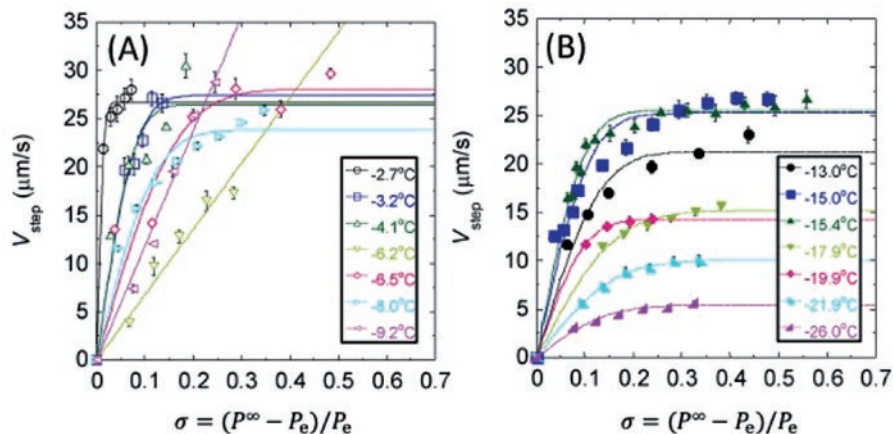 (A)
V_step (μm/s)
35
30
25
20
15
10
5
0
0 0.1 0.2 0.3 0.4 0.5 0.6 0.7
-2.7°C
-3.2°C
-4.1°C
-6.2°C
-6.5°C
-8.0°C
-9.2°C
σ = (P^∞ − P_e)/P_e
(B)
V_step (μm/s)
35
30
25
20
15
10
5
0
0 0.1 0.2 0.3 0.4 0.5 0.6 0.7
-13.0°C
-15.0°C
-15.4°C
-17.9°C
-19.9°C
-21.9°C
-26.0°C
σ = (P^∞ − P_e)/P_e